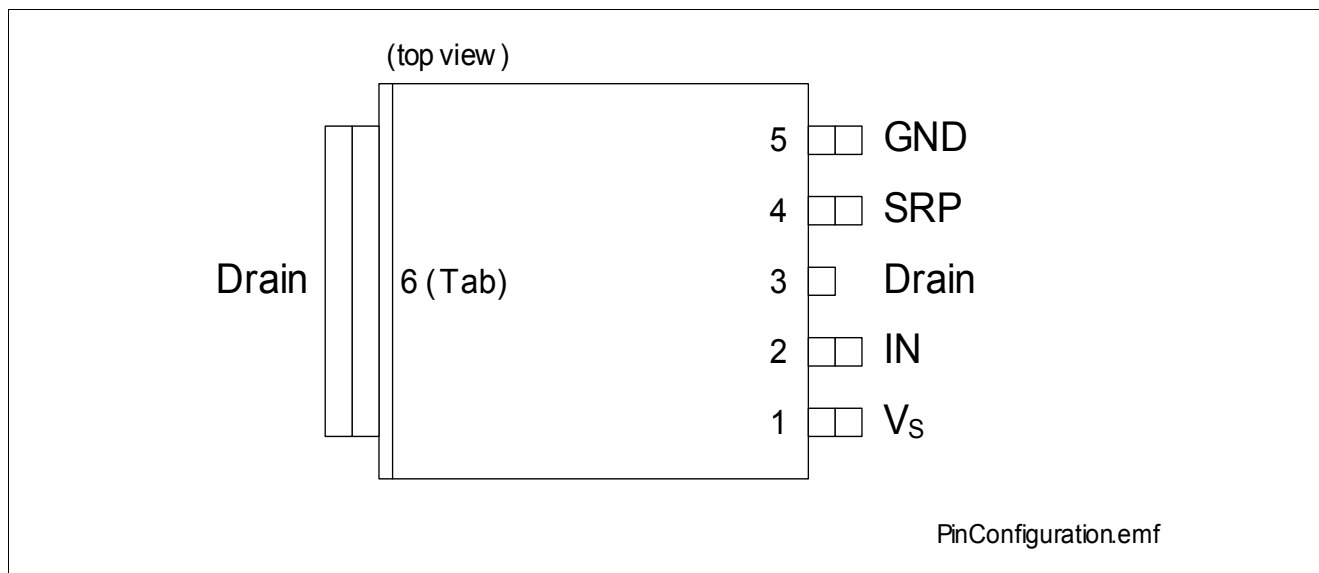 (top view)
5 GND
4 SRP
Drain 6 (Tab) 3 Drain
2 IN
1 VS
PinConfiguration.emf